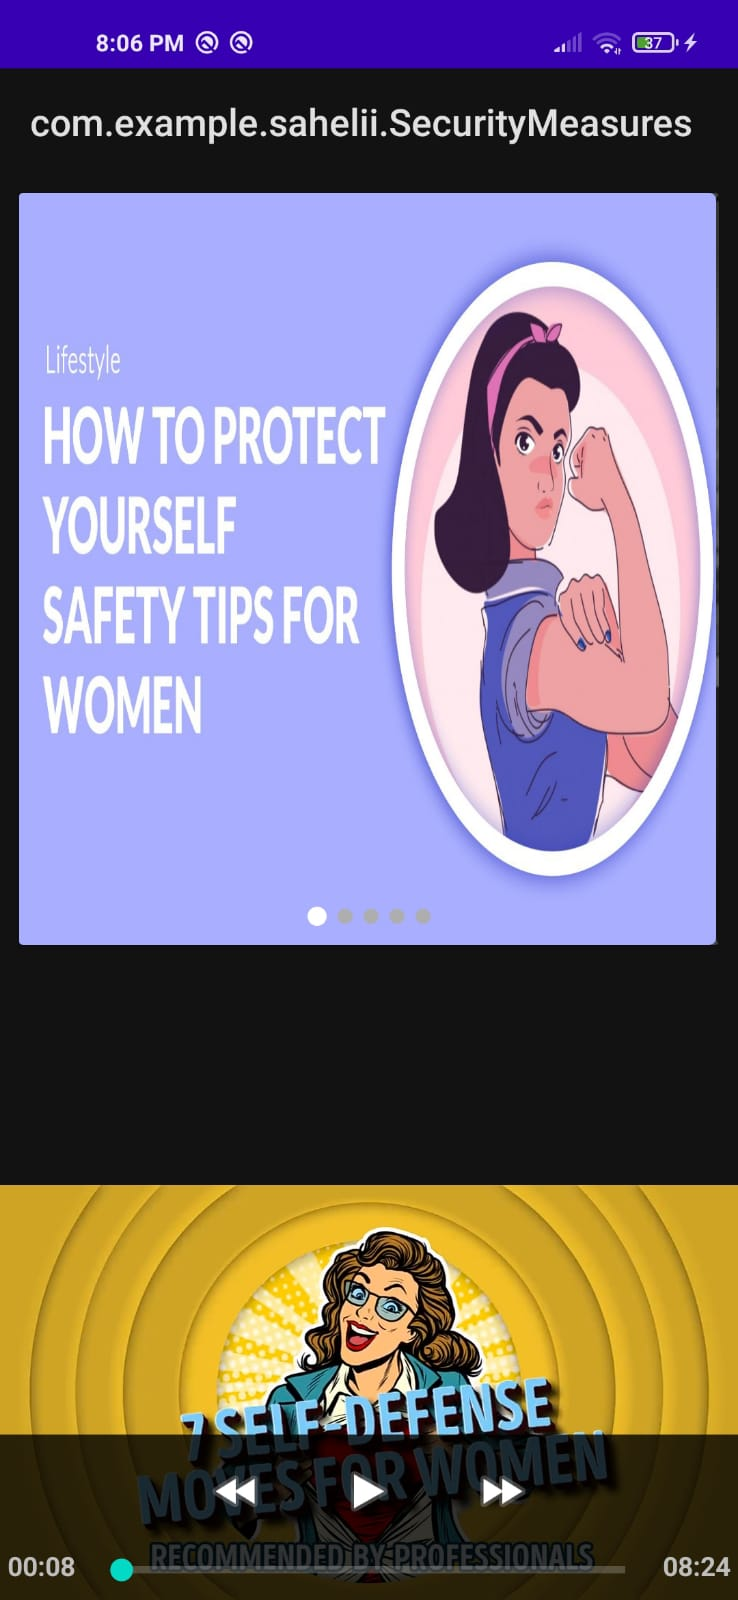 8:06 PM
37
com.example.sahelii.SecurityMeasures
Lifestyle
HOW TO PROTECT
YOURSELF
SAFETY TIPS FOR
WOMEN
7 SELF-DEFENSE
MOVES FOR WOMEN
RECOMMENDED BY PROFESSIONALS
00:08
08:24